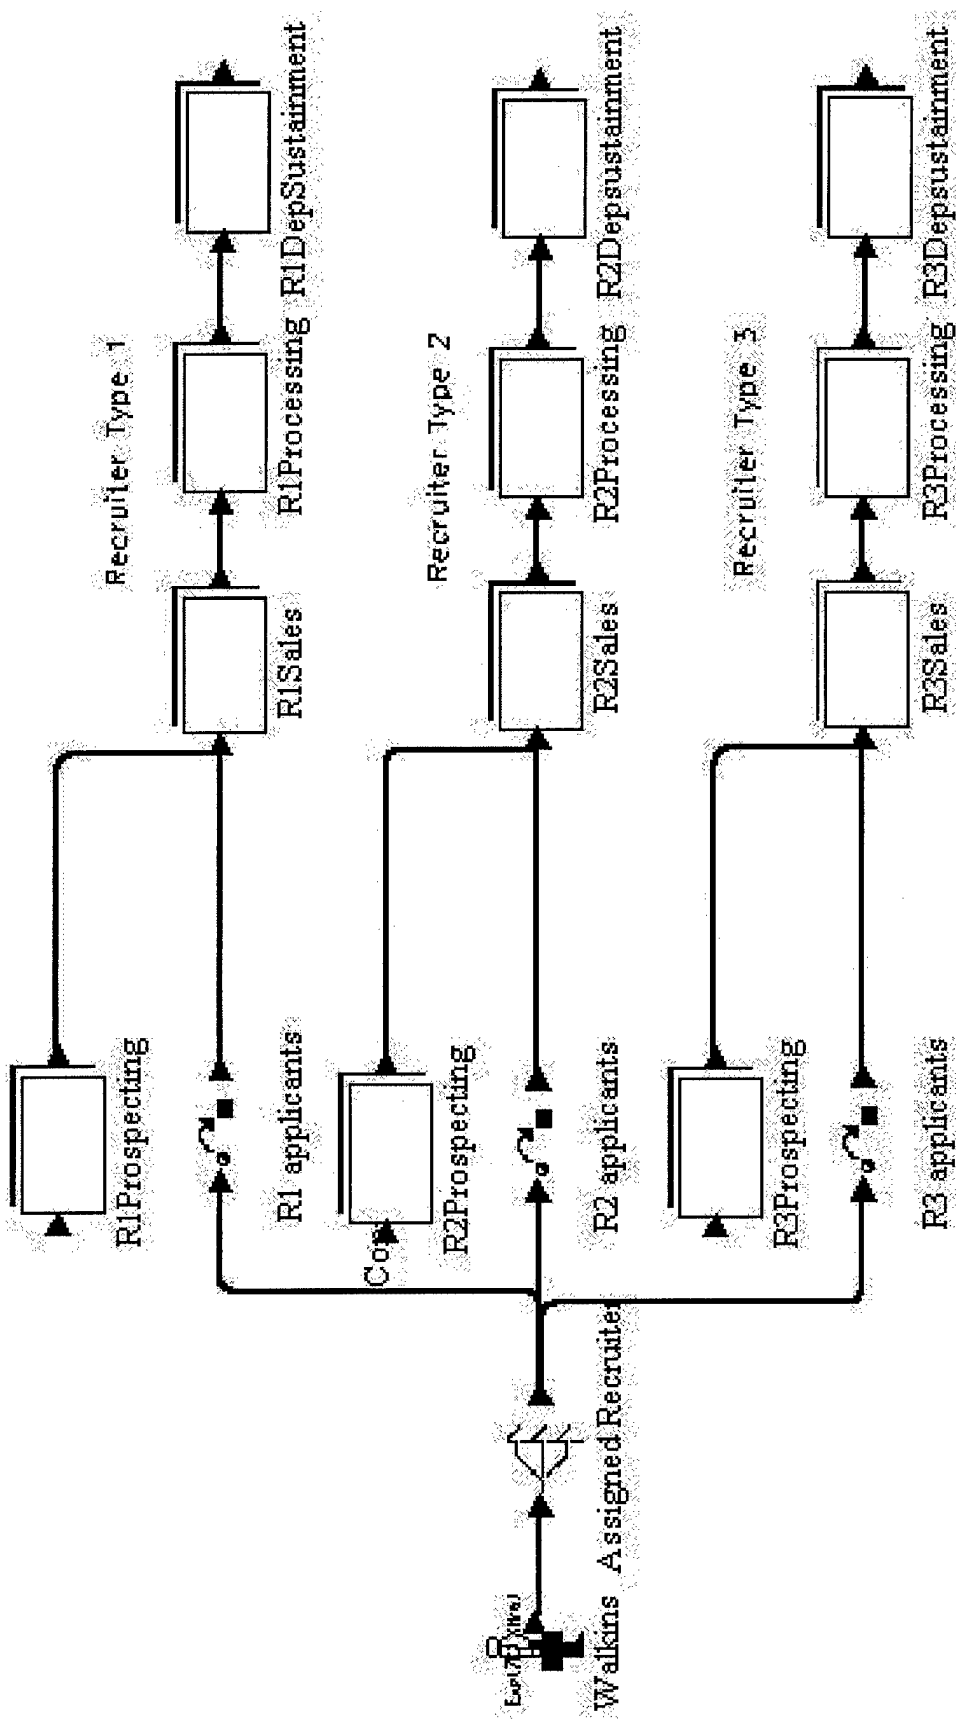 Recruiter Type 1
R1Prospecting
R1 applicants
R1Sales
R1Processing
R1DepSustainment
Recruiter Type 2
Cop
R2Prospecting
R2 applicants
R2Sales
R2Processing
R2Depsustainment
Walkins
Assigned Recruiter
Recruiter Type 3
R3Prospecting
R3 applicants
R3Sales
R3Processing
R3Depsustainment